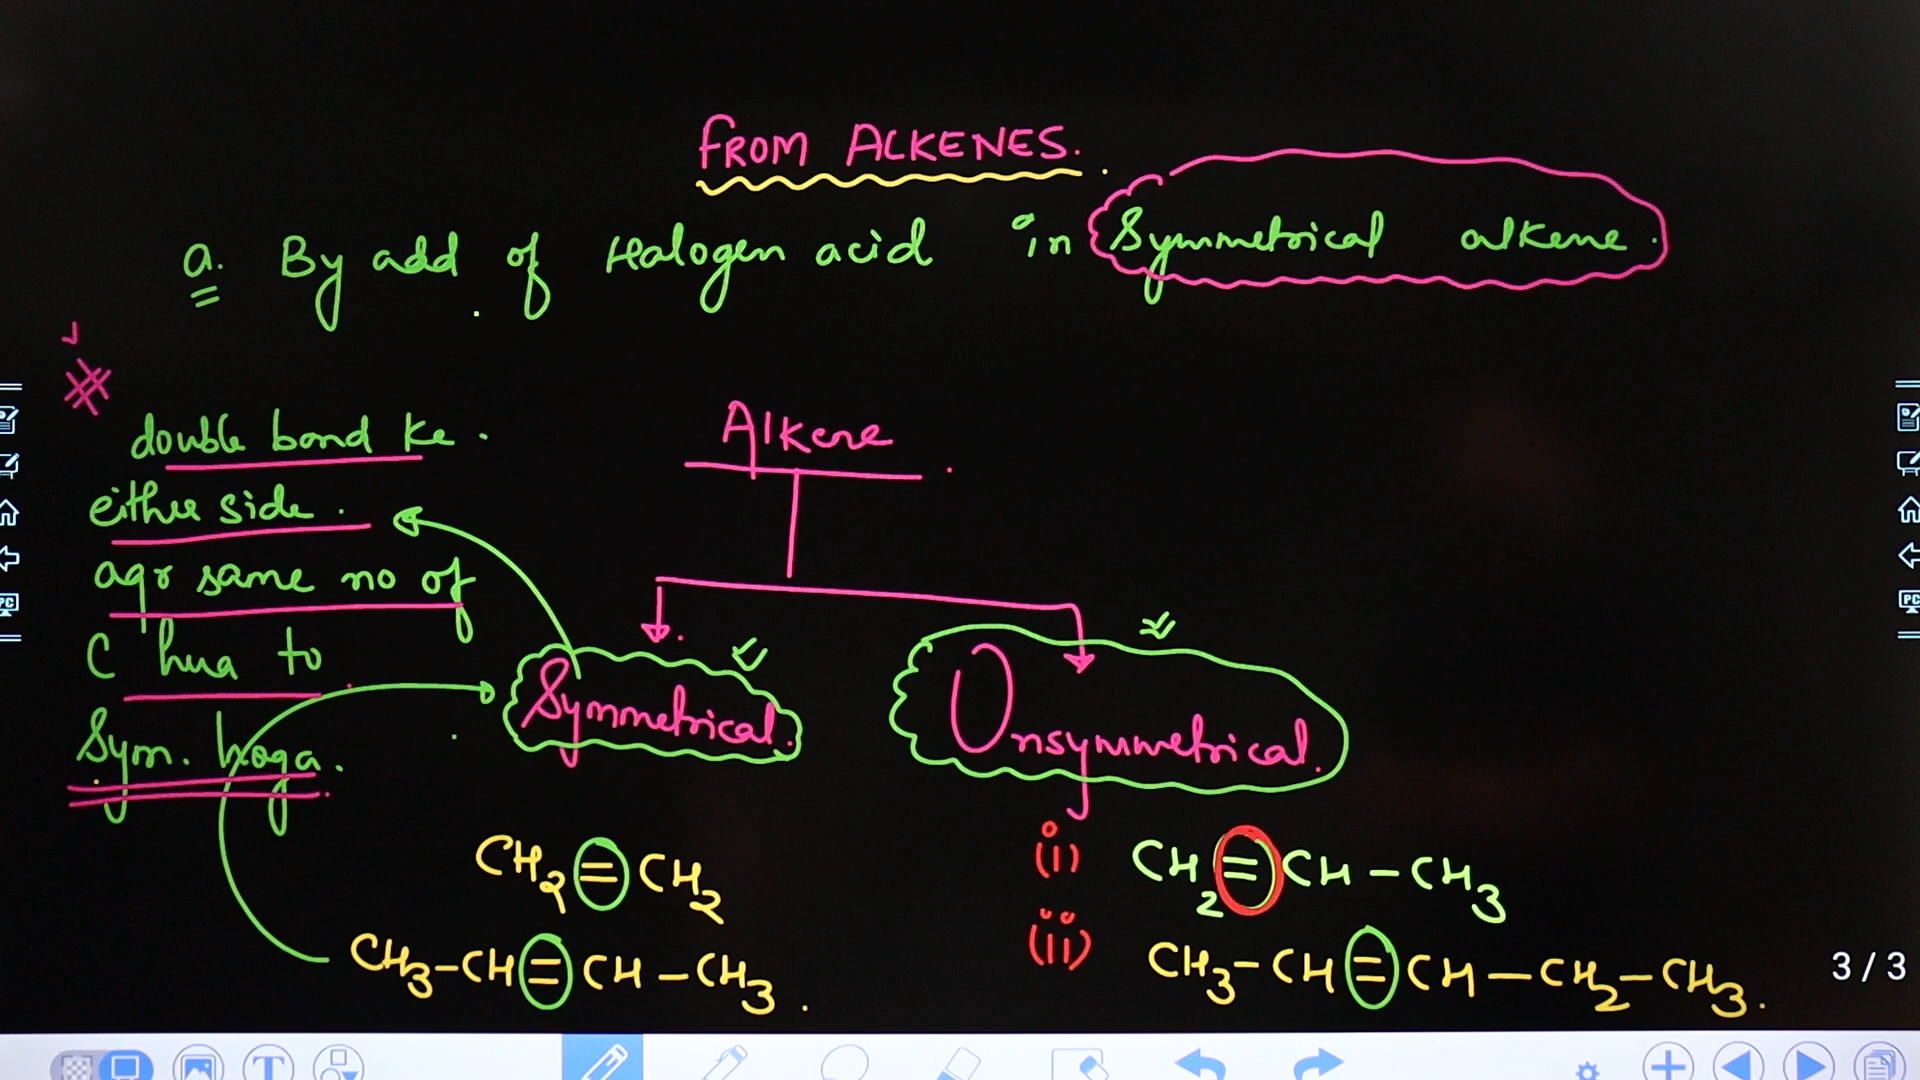 FROM ALKENES.
a. By add of Halogen acid in Symmetrical alkene.
double bond ke.
either side.
agr same no of
C hua to
Sym. hoga.
Alkene
Symmetrical.
Unsymmetrical.
CH2=CH2
CH3-CH=CH-CH3.
(i) CH2=CH-CH3
(ii) CH3-CH=CH-CH2-CH3.
3/3
PC
PC
T